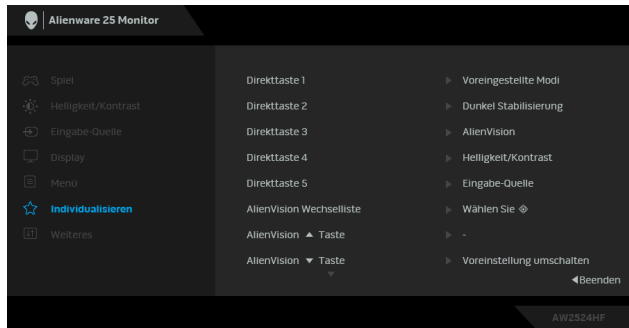 Alienware 25 Monitor
Spiel
Helligkeit/Kontrast
Eingabe-Quelle
Display
Menü
Individualisieren
Weiteres
Direkttaste 1 ▶ Voreingestellte Modi
Direkttaste 2 ▶ Dunkel Stabilisierung
Direkttaste 3 ▶ AlienVision
Direkttaste 4 ▶ Helligkeit/Kontrast
Direkttaste 5 ▶ Eingabe-Quelle
AlienVision Wechselliste ▶ Wählen Sie
AlienVision ▲ Taste ▶ -
AlienVision ▼ Taste ▶ Voreinstellung umschalten
◀Beenden
AW2524HF